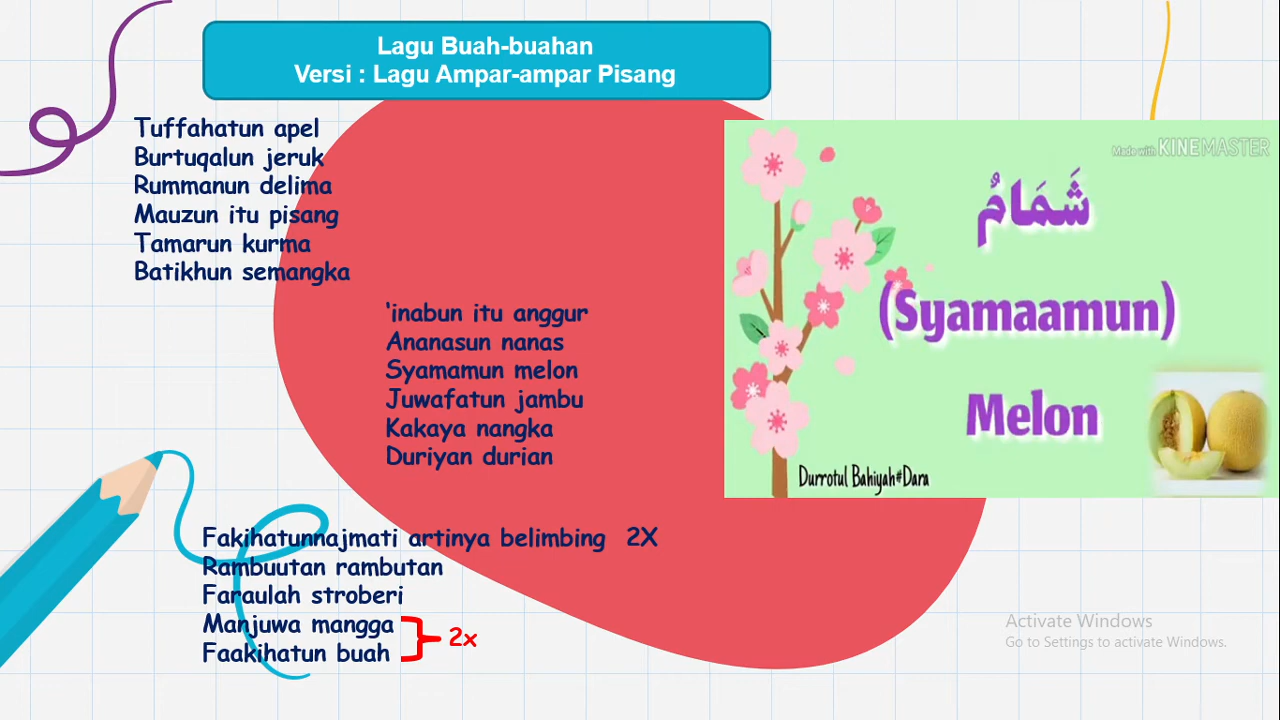 Lagu Buah-buahan
Versi : Lagu Ampar-ampar Pisang
Tuffahatun apel
Burtuqalun jeruk
Rummanun delima
Mauzun itu pisang
Tamarun kurma
Batikhun semangka
‘inabun itu anggur
Ananasun nanas
Syamamun melon
Juwafatun jambu
Kakaya nangka
Duriyan durian
Fakihatunnajmati artinya belimbing 2X
Rambuutan rambutan
Faraulah stroberi
Manjuwa mangga
Faakihatun buah
2x
Made with KINEMASTER
شَمَامٌ
(Syamaamun)
Melon
Durrotul Bahiyah#Dara
Activate Windows
Go to Settings to activate Windows.